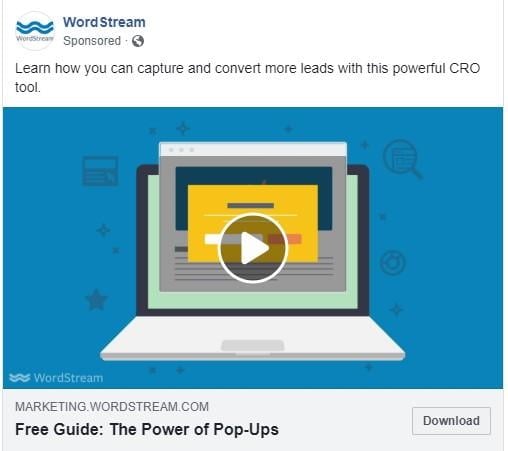 WordStream
WordStream
Sponsored ·
Learn how you can capture and convert more leads with this powerful CRO
tool.
WordStream
MARKETING.WORDSTREAM.COM
Free Guide: The Power of Pop-Ups
Download